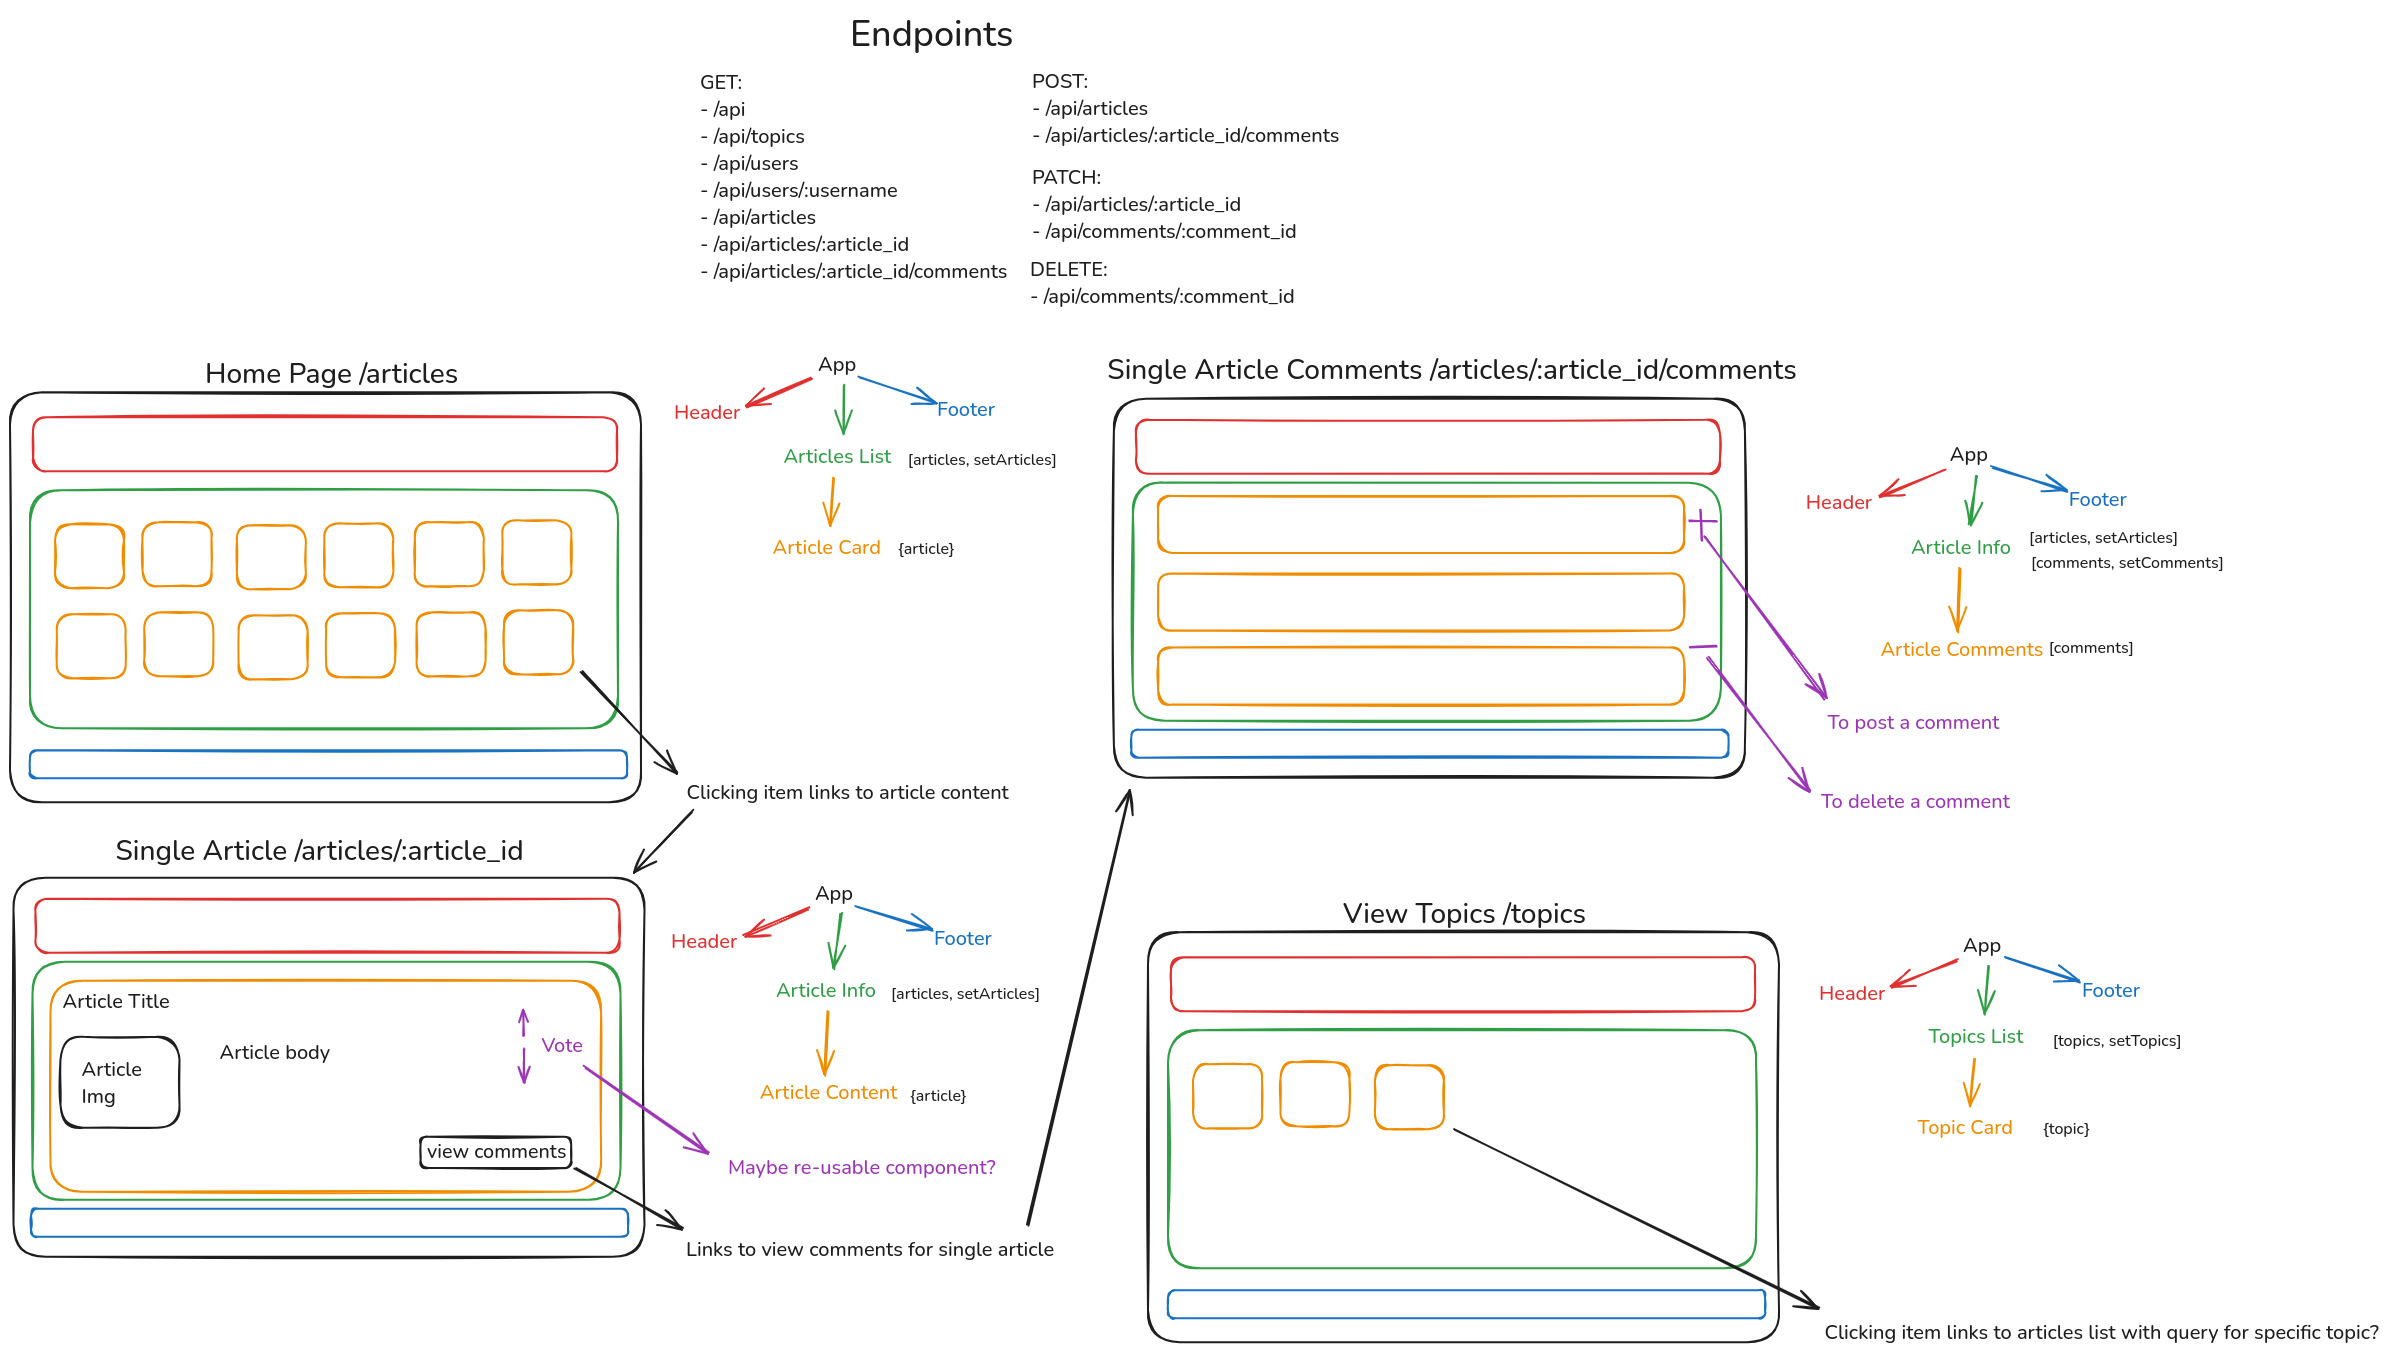 Endpoints
GET:
- /api
- /api/topics
- /api/users
- /api/users/:username
- /api/articles
- /api/articles/:article_id
- /api/articles/:article_id/comments
POST:
- /api/articles
- /api/articles/:article_id/comments
PATCH:
- /api/articles/:article_id
- /api/comments/:comment_id
DELETE:
- /api/comments/:comment_id
Home Page /articles
App
Header
Footer
Articles List [articles, setArticles]
Article Card {article}
Clicking item links to article content
Single Article /articles/:article_id
Article Title
Article
Img
Article body
Vote
view comments
App
Header
Footer
Article Info [articles, setArticles]
Article Content {article}
Maybe re-usable component?
Links to view comments for single article
Single Article Comments /articles/:article_id/comments
App
Header
Footer
Article Info [articles, setArticles]
[comments, setComments]
Article Comments [comments]
To post a comment
To delete a comment
View Topics /topics
App
Header
Footer
Topics List [topics, setTopics]
Topic Card {topic}
Clicking item links to articles list with query for specific topic?